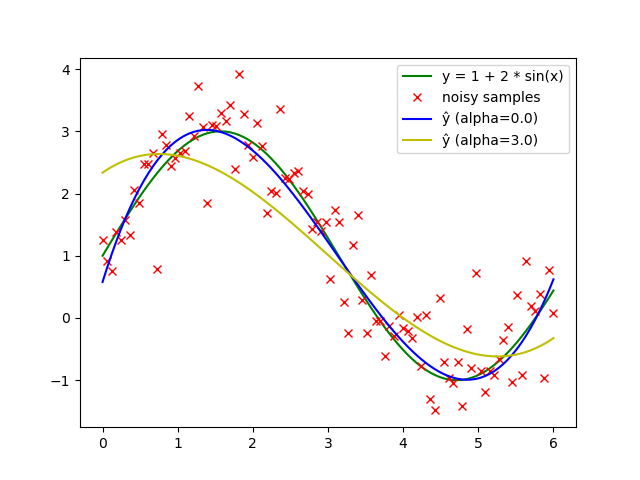 y = 1 + 2 * sin(x)
noisy samples
ŷ (alpha=0.0)
ŷ (alpha=3.0)
4
3
2
1
0
−1
0 1 2 3 4 5 6